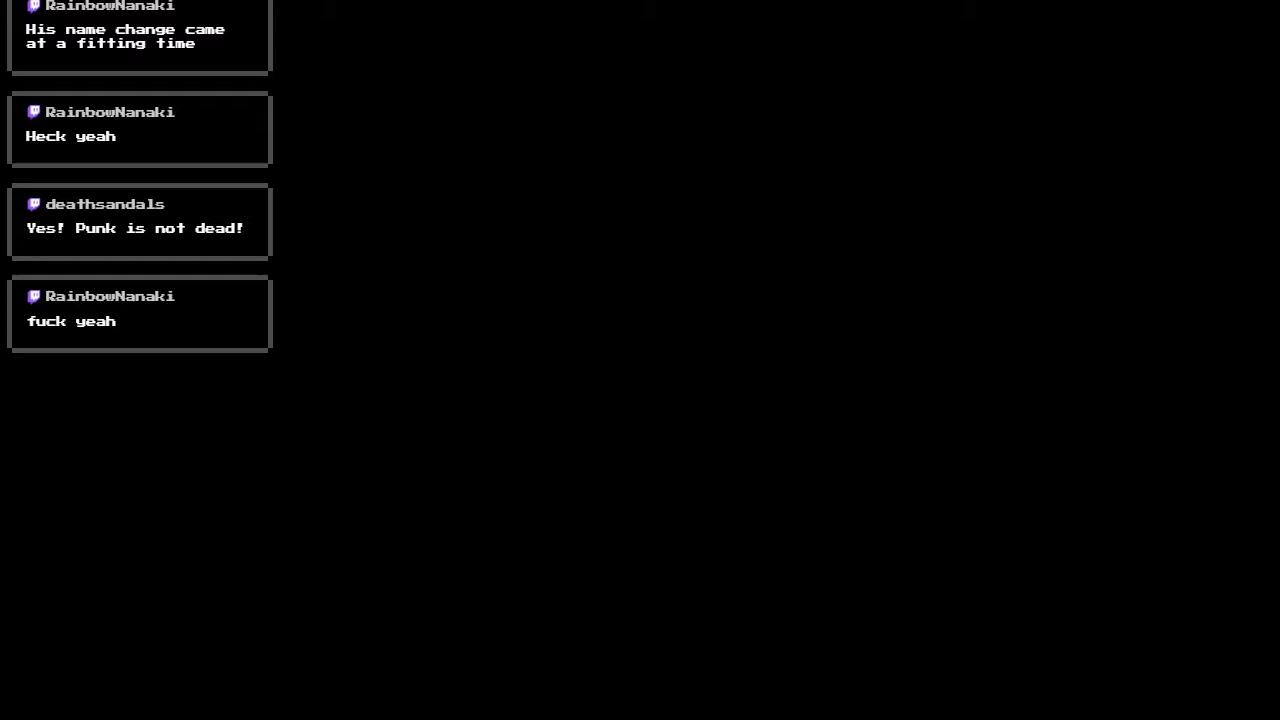 RainbowNanaki
His name change came
at a fitting time
RainbowNanaki
Heck yeah
deathsandals
Yes! Punk is not dead!
RainbowNanaki
fuck yeah